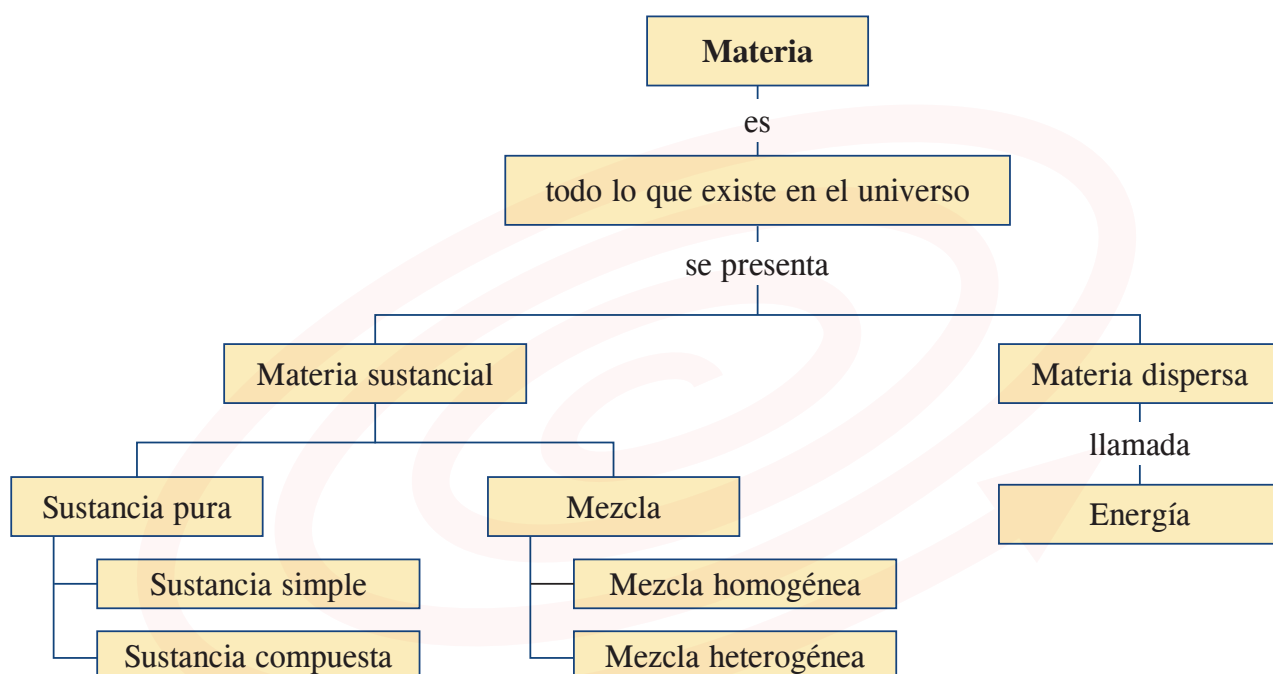 Materia
es
todo lo que existe en el universo
se presenta
Materia sustancial
Materia dispersa
llamada
Sustancia pura
Mezcla
Energía
Sustancia simple
Mezcla homogénea
Sustancia compuesta
Mezcla heterogénea